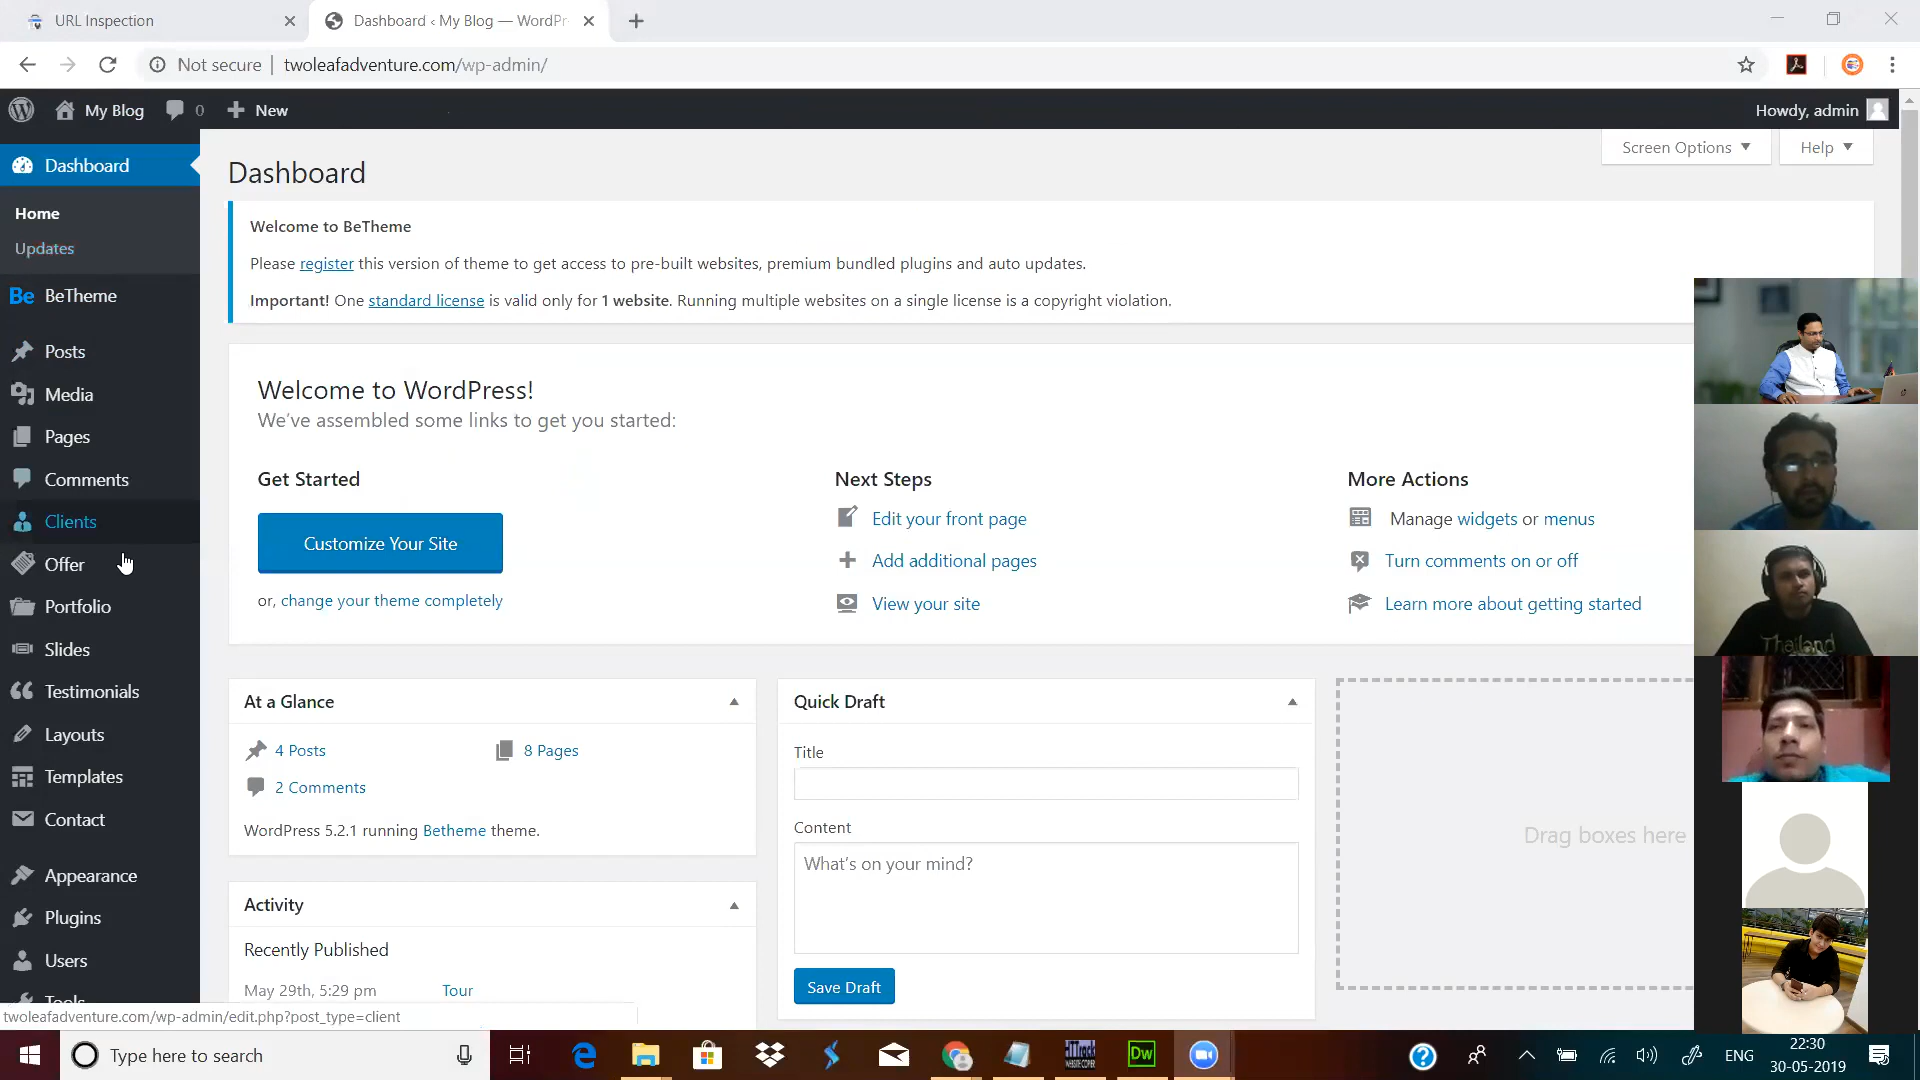 URL Inspection
Dashboard ‹ My Blog — WordPr
Not secure | twoleafadventure.com/wp-admin/
My Blog 0 New
Howdy, admin
Dashboard
Home
Updates
BeTheme
Posts
Media
Pages
Comments
Clients
Offer
Portfolio
Slides
Testimonials
Layouts
Templates
Contact
Appearance
Plugins
Users
Tools
Screen Options
Help
Dashboard
Welcome to BeTheme
Please register this version of theme to get access to pre-built websites, premium bundled plugins and auto updates.
Important! One standard license is valid only for 1 website. Running multiple websites on a single license is a copyright violation.
Welcome to WordPress!
We've assembled some links to get you started:
Get Started
Customize Your Site
or, change your theme completely
Next Steps
Edit your front page
Add additional pages
View your site
More Actions
Manage widgets or menus
Turn comments on or off
Learn more about getting started
At a Glance
4 Posts
8 Pages
2 Comments
WordPress 5.2.1 running Betheme theme.
Activity
Recently Published
May 29th, 5:29 pm Tour
Quick Draft
Title
Content
What's on your mind?
Save Draft
Drag boxes here
Thailand
twoleafadventure.com/wp-admin/edit.php?post_type=client
Type here to search
HTTrack
WEBSITE COPIER
Dw
ENG
22:30
30-05-2019